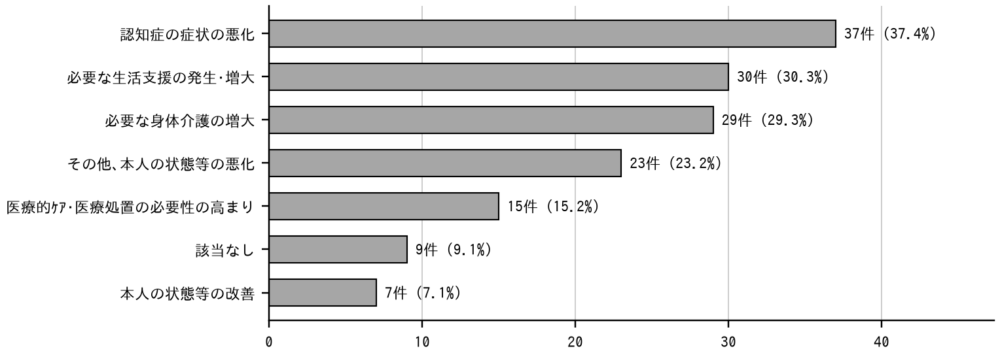 認知症の症状の悪化 37件 (37.4%)
必要な生活支援の発生･増大 30件 (30.3%)
必要な身体介護の増大 29件 (29.3%)
その他､本人の状態等の悪化 23件 (23.2%)
医療的ｹｱ･医療処置の必要性の高まり 15件 (15.2%)
該当なし 9件 (9.1%)
本人の状態等の改善 7件 (7.1%)
0 10 20 30 40